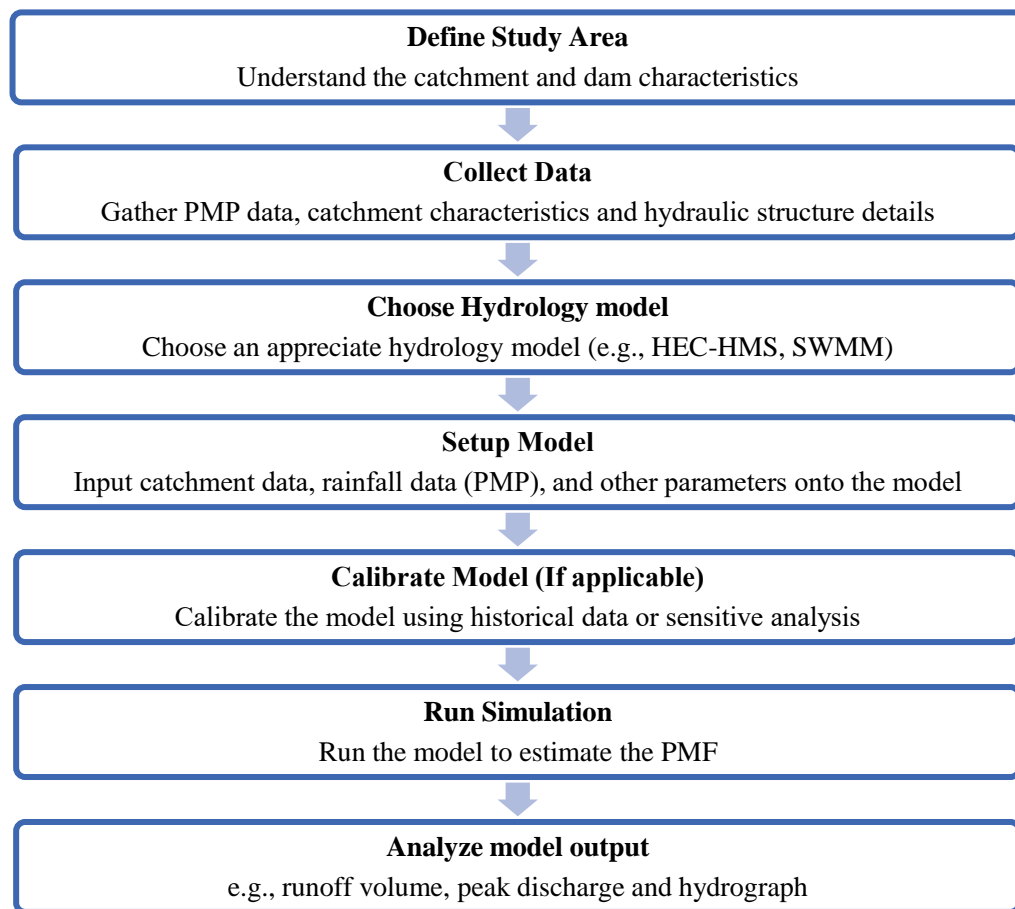 Define Study Area
Understand the catchment and dam characteristics
Collect Data
Gather PMP data, catchment characteristics and hydraulic structure details
Choose Hydrology model
Choose an appreciate hydrology model (e.g., HEC-HMS, SWMM)
Setup Model
Input catchment data, rainfall data (PMP), and other parameters onto the model
Calibrate Model (If applicable)
Calibrate the model using historical data or sensitive analysis
Run Simulation
Run the model to estimate the PMF
Analyze model output
e.g., runoff volume, peak discharge and hydrograph